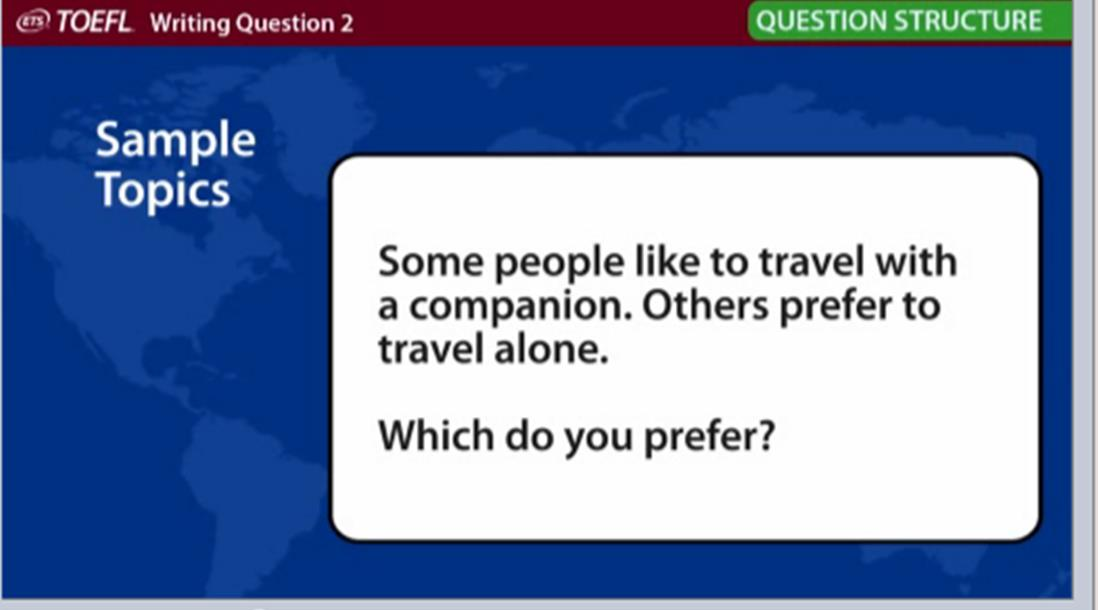 ETS TOEFL Writing Question 2
QUESTION STRUCTURE
Sample
Topics
Some people like to travel with
a companion. Others prefer to
travel alone.
Which do you prefer?